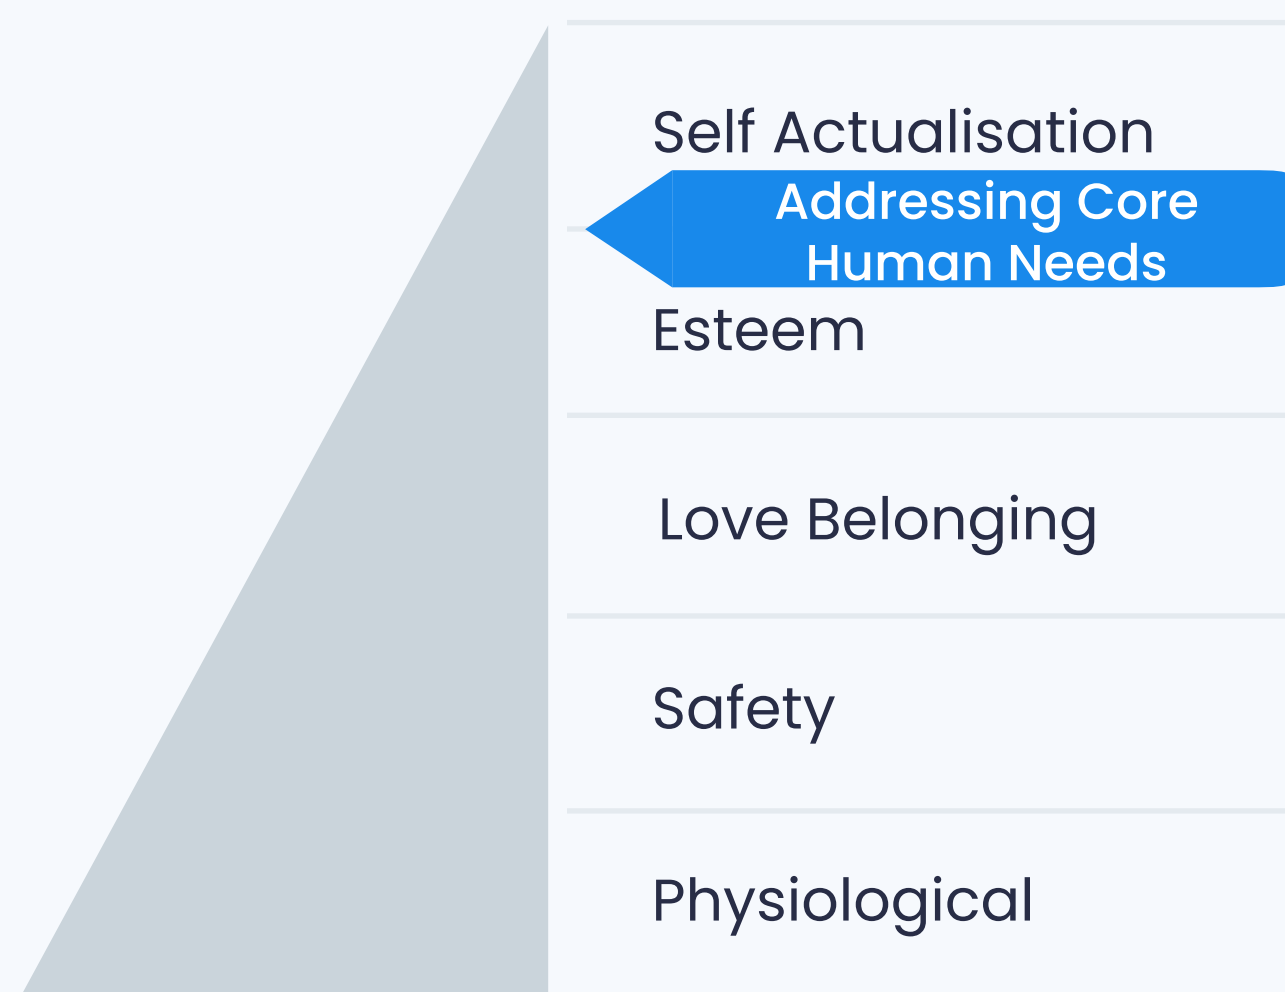 Self Actualisation
Addressing Core
Human Needs
Esteem
Love Belonging
Safety
Physiological